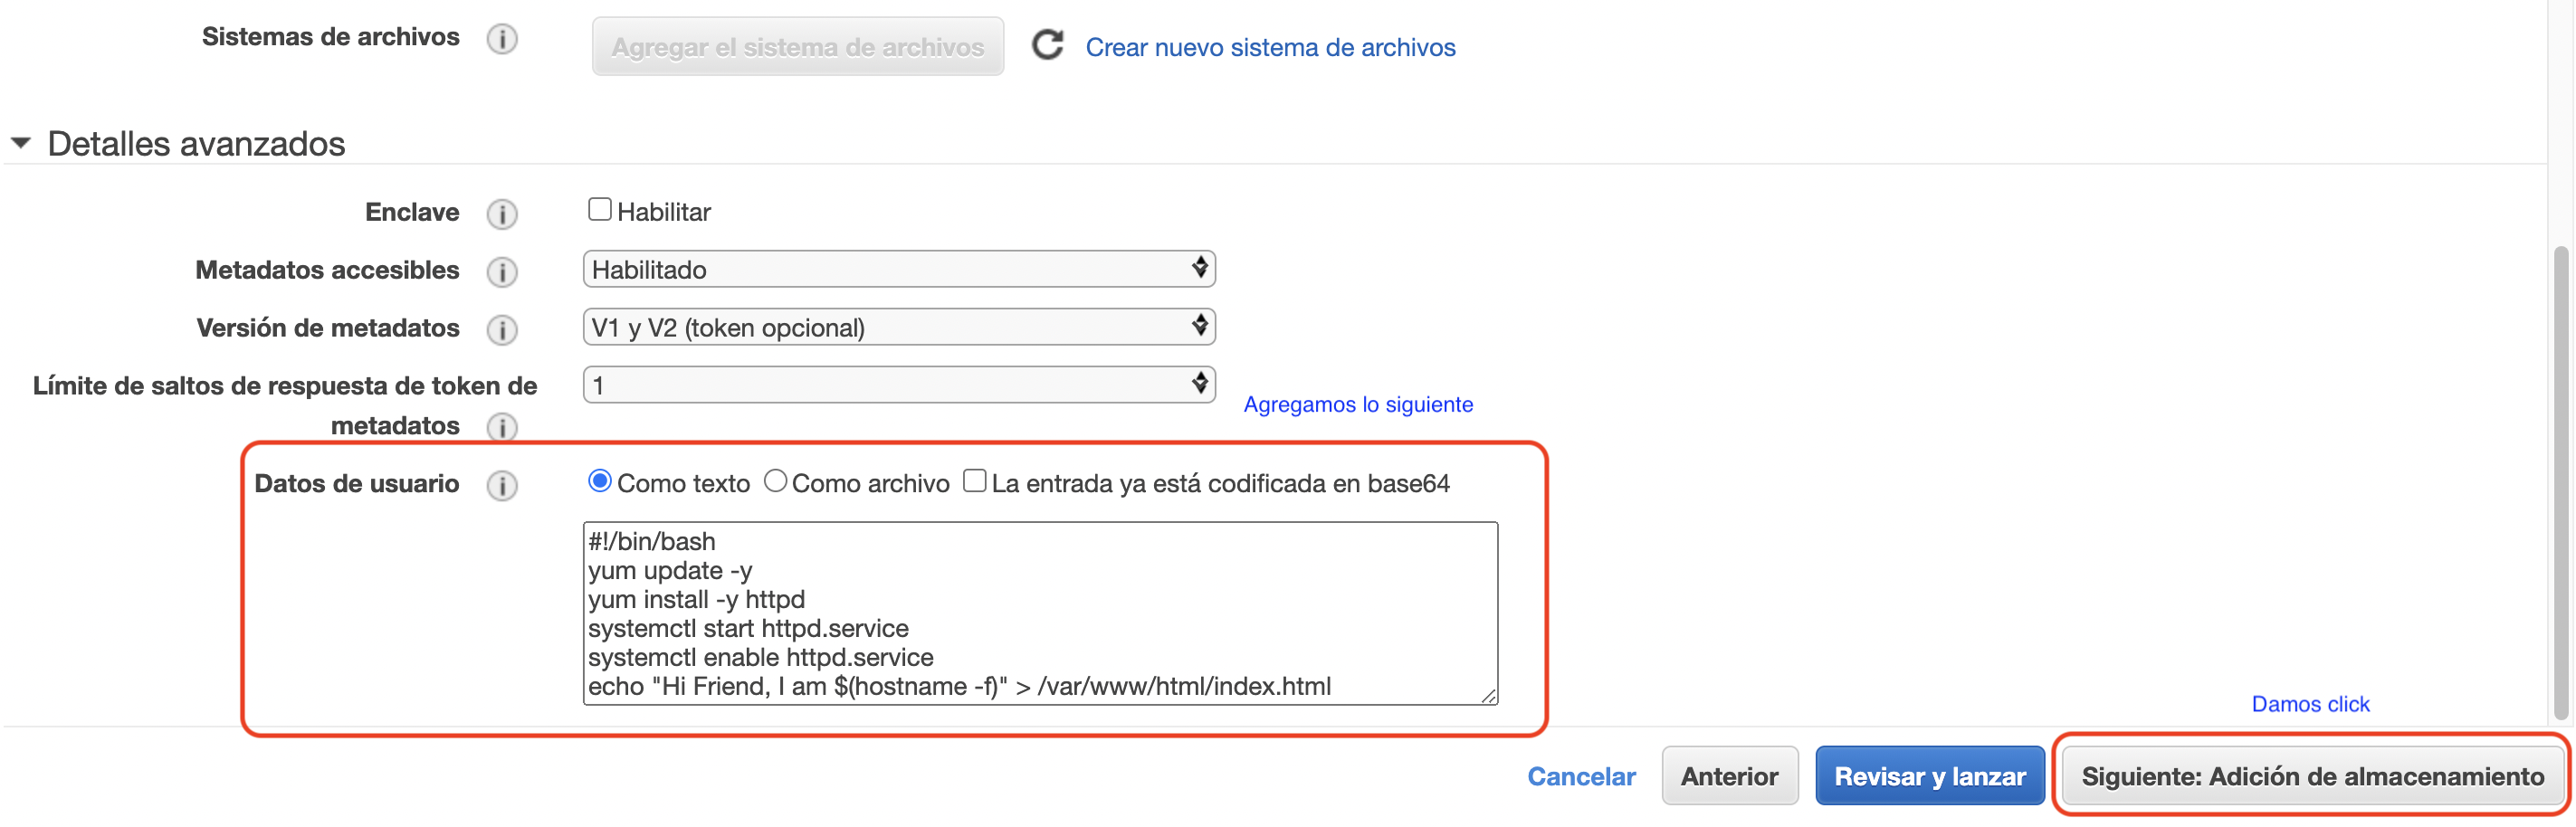 Sistemas de archivos
Agregar el sistema de archivos
Crear nuevo sistema de archivos
Detalles avanzados
Enclave
Habilitar
Metadatos accesibles
Habilitado
Versión de metadatos
V1 y V2 (token opcional)
Límite de saltos de respuesta de token de
metadatos
1
Agregamos lo siguiente
Datos de usuario
Como texto
Como archivo
La entrada ya está codificada en base64
#!/bin/bash
yum update -y
yum install -y httpd
systemctl start httpd.service
systemctl enable httpd.service
echo "Hi Friend, I am $(hostname -f)" > /var/www/html/index.html
Damos click
Cancelar
Anterior
Revisar y lanzar
Siguiente: Adición de almacenamiento